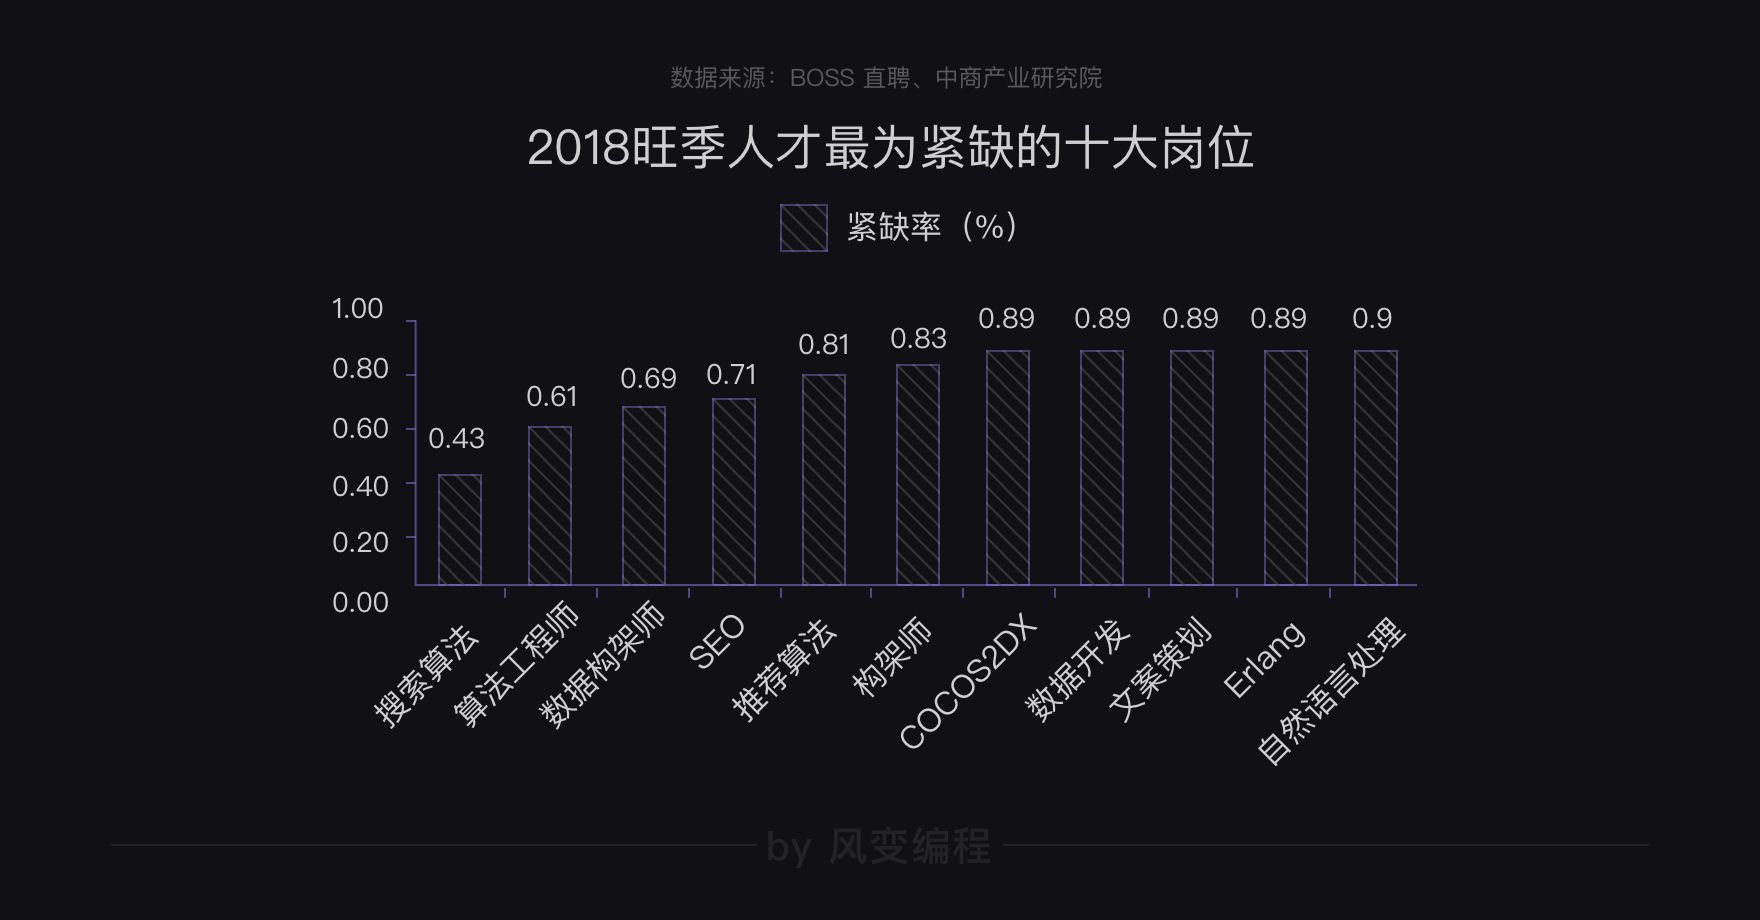 数据来源：BOSS 直聘、中商产业研究院
2018旺季人才最为紧缺的十大岗位
紧缺率（%）
1.00
0.80
0.60
0.40
0.20
0.00
0.43
0.61
0.69
0.71
0.81
0.83
0.89
0.89
0.89
0.89
0.9
搜索算法
算法工程师
数据构架师
SEO
推荐算法
构架师
COCOS2DX
数据开发
文案策划
Erlang
自然语言处理
by 风变编程